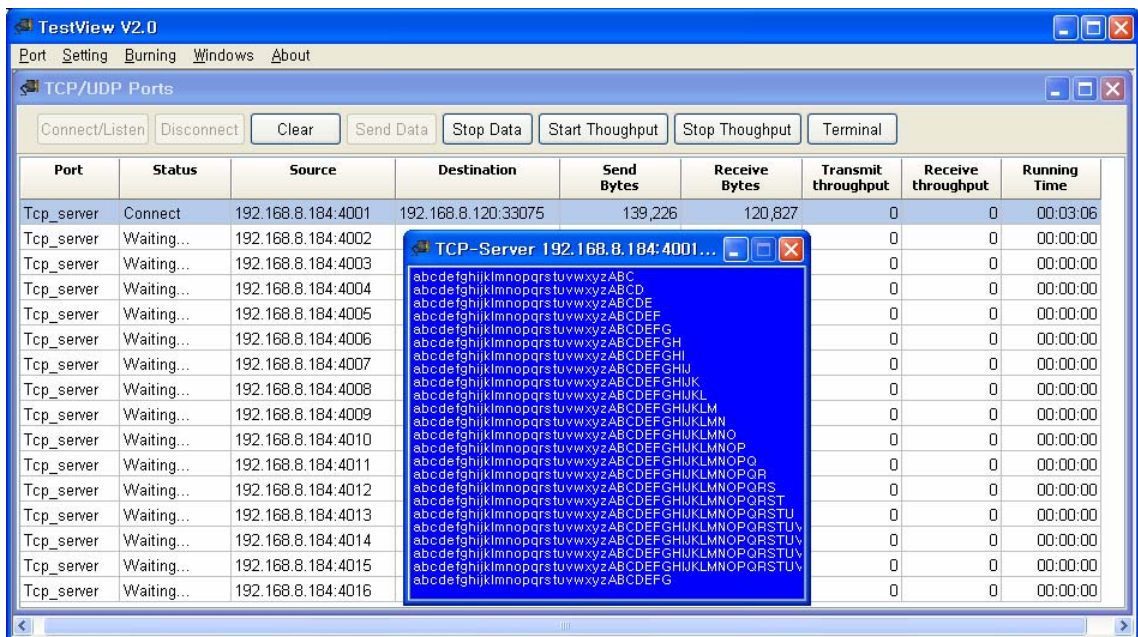 TestView V2.0
Port Setting Burning Windows About
TCP/UDP Ports
Connect/Listen Disconnect Clear Send Data Stop Data Start Thoughput Stop Thoughput Terminal
Port Status Source Destination Send Bytes Receive Bytes Transmit throughput Receive throughput Running Time
Tcp_server Connect 192.168.8.184:4001 192.168.8.120:33075 139,226 120,827 0 0 00:03:06
Tcp_server Waiting... 192.168.8.184:4002 0 0 00:00:00
Tcp_server Waiting... 192.168.8.184:4003 0 0 00:00:00
Tcp_server Waiting... 192.168.8.184:4004 0 0 00:00:00
Tcp_server Waiting... 192.168.8.184:4005 0 0 00:00:00
Tcp_server Waiting... 192.168.8.184:4006 0 0 00:00:00
Tcp_server Waiting... 192.168.8.184:4007 0 0 00:00:00
Tcp_server Waiting... 192.168.8.184:4008 0 0 00:00:00
Tcp_server Waiting... 192.168.8.184:4009 0 0 00:00:00
Tcp_server Waiting... 192.168.8.184:4010 0 0 00:00:00
Tcp_server Waiting... 192.168.8.184:4011 0 0 00:00:00
Tcp_server Waiting... 192.168.8.184:4012 0 0 00:00:00
Tcp_server Waiting... 192.168.8.184:4013 0 0 00:00:00
Tcp_server Waiting... 192.168.8.184:4014 0 0 00:00:00
Tcp_server Waiting... 192.168.8.184:4015 0 0 00:00:00
Tcp_server Waiting... 192.168.8.184:4016 0 0 00:00:00
TCP-Server 192.168.8.184:4001...
abcdefghijklmnopqrstuvwxyzABC
abcdefghijklmnopqrstuvwxyzABCD
abcdefghijklmnopqrstuvwxyzABCDE
abcdefghijklmnopqrstuvwxyzABCDEF
abcdefghijklmnopqrstuvwxyzABCDEFG
abcdefghijklmnopqrstuvwxyzABCDEFGH
abcdefghijklmnopqrstuvwxyzABCDEFGHI
abcdefghijklmnopqrstuvwxyzABCDEFGHIJ
abcdefghijklmnopqrstuvwxyzABCDEFGHIJK
abcdefghijklmnopqrstuvwxyzABCDEFGHIJKL
abcdefghijklmnopqrstuvwxyzABCDEFGHIJKLM
abcdefghijklmnopqrstuvwxyzABCDEFGHIJKLMN
abcdefghijklmnopqrstuvwxyzABCDEFGHIJKLMNO
abcdefghijklmnopqrstuvwxyzABCDEFGHIJKLMNOP
abcdefghijklmnopqrstuvwxyzABCDEFGHIJKLMNOPQ
abcdefghijklmnopqrstuvwxyzABCDEFGHIJKLMNOPQR
abcdefghijklmnopqrstuvwxyzABCDEFGHIJKLMNOPQRS
abcdefghijklmnopqrstuvwxyzABCDEFGHIJKLMNOPQRST
abcdefghijklmnopqrstuvwxyzABCDEFGHIJKLMNOPQRSTU
abcdefghijklmnopqrstuvwxyzABCDEFGHIJKLMNOPQRSTUV
abcdefghijklmnopqrstuvwxyzABCDEFGHIJKLMNOPQRSTUV
abcdefghijklmnopqrstuvwxyzABCDEFGHIJKLMNOPQRSTUV
abcdefghijklmnopqrstuvwxyzABCDEFGHIJKLMNOPQRSTUV
abcdefghijklmnopqrstuvwxyzABCDEFG